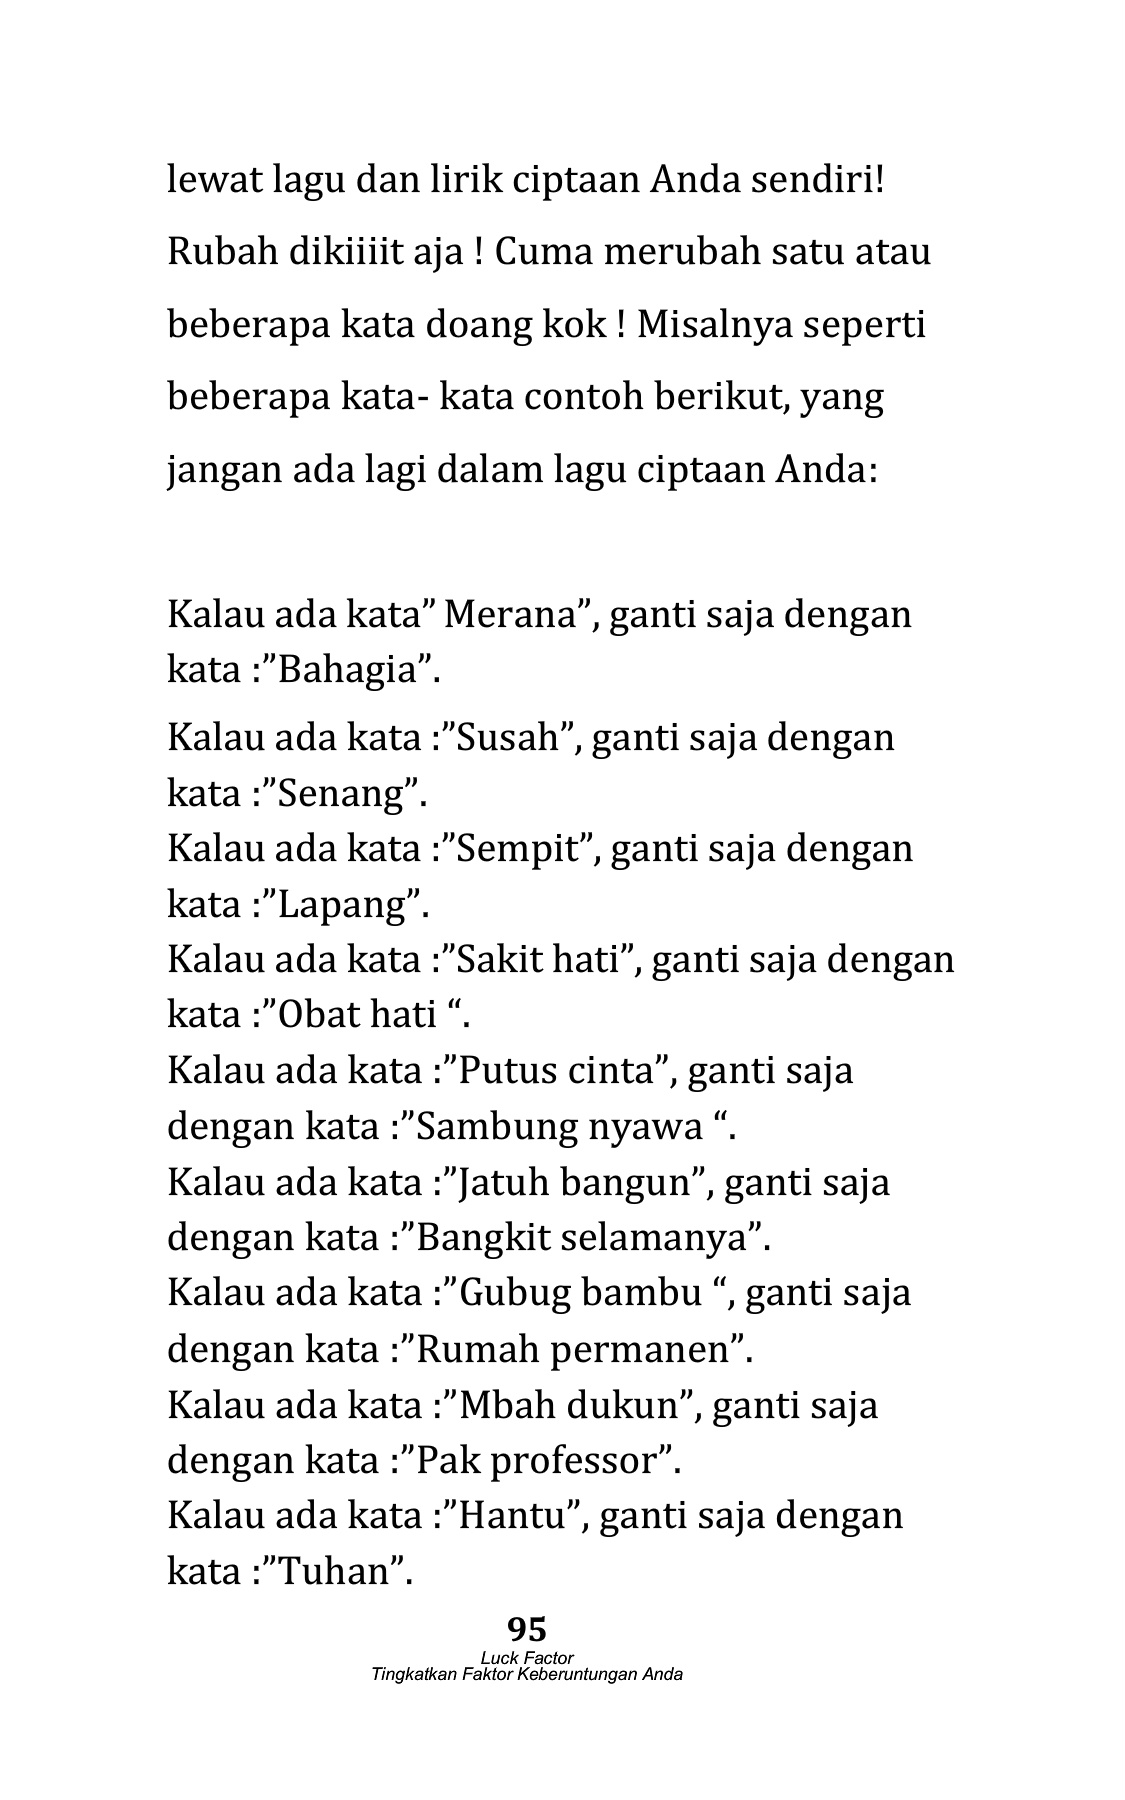 lewat lagu dan lirik ciptaan Anda sendiri!
Rubah dikiiiit aja ! Cuma merubah satu atau
beberapa kata doang kok ! Misalnya seperti
beberapa kata- kata contoh berikut, yang
jangan ada lagi dalam lagu ciptaan Anda:
Kalau ada kata” Merana”, ganti saja dengan
kata :”Bahagia”.
Kalau ada kata :”Susah”, ganti saja dengan
kata :”Senang”.
Kalau ada kata :”Sempit”, ganti saja dengan
kata :”Lapang”.
Kalau ada kata :”Sakit hati”, ganti saja dengan
kata :”Obat hati “.
Kalau ada kata :”Putus cinta”, ganti saja
dengan kata :”Sambung nyawa “.
Kalau ada kata :”Jatuh bangun”, ganti saja
dengan kata :”Bangkit selamanya”.
Kalau ada kata :”Gubug bambu “, ganti saja
dengan kata :”Rumah permanen”.
Kalau ada kata :”Mbah dukun”, ganti saja
dengan kata :”Pak professor”.
Kalau ada kata :”Hantu”, ganti saja dengan
kata :”Tuhan”.
95
Luck Factor
Tingkatkan Faktor Keberuntungan Anda